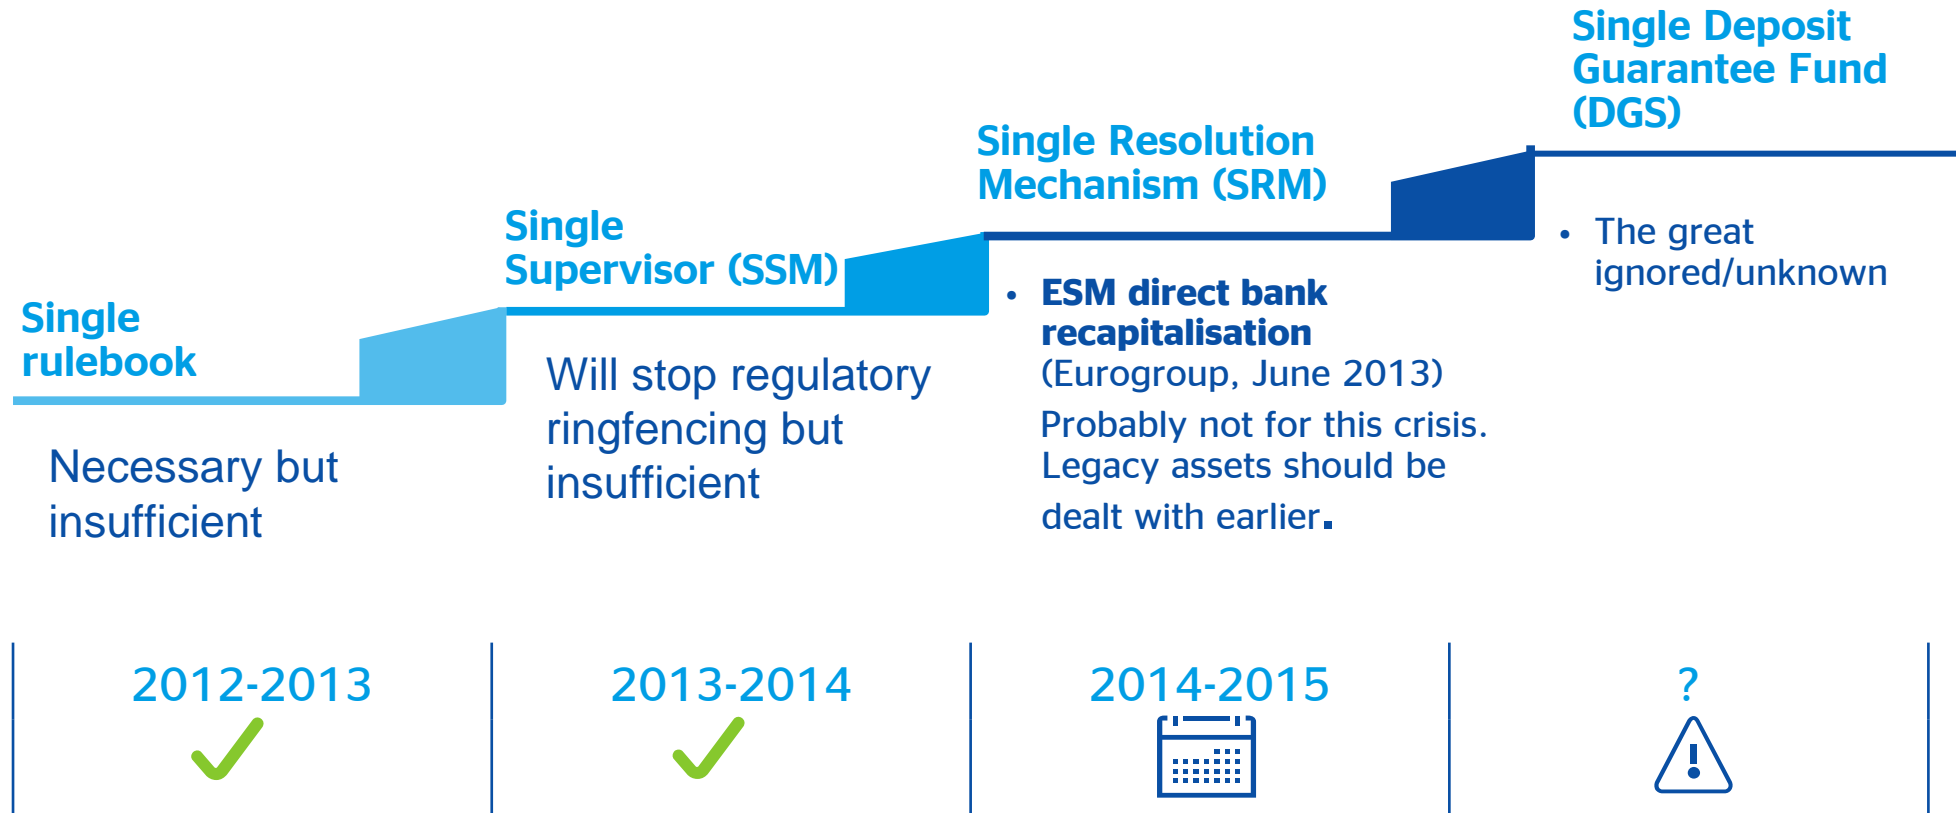 Single
rulebook
Necessary but
insufficient
Single
Supervisor (SSM)
Will stop regulatory
ringfencing but
insufficient
Single Resolution
Mechanism (SRM)
• ESM direct bank
recapitalisation
(Eurogroup, June 2013)
Probably not for this crisis.
Legacy assets should be
dealt with earlier.
Single Deposit
Guarantee Fund
(DGS)
• The great
ignored/unknown
2012-2013
2013-2014
2014-2015
?